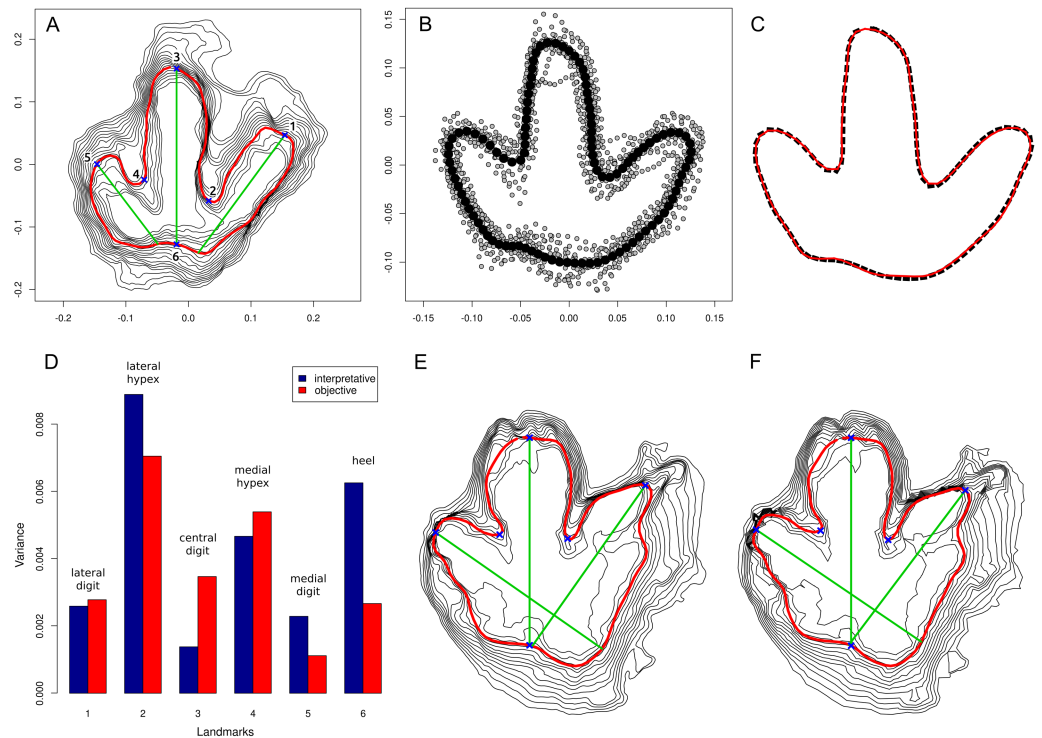 A
0.2
0.1
0.0
-0.1
-0.2
-0.2
-0.1
0.0
0.1
0.2
3
1
5
4
2
6
B
0.15
0.10
0.05
0.00
-0.05
-0.10
-0.15
-0.10
-0.05
0.00
0.05
0.10
0.15
C
D
Variance
0.008
0.006
0.004
0.002
0.000
lateral
hypex
interpretative
objective
heel
medial
hypex
central
digit
lateral
digit
medial
digit
1
2
3
4
5
6
Landmarks
E
F